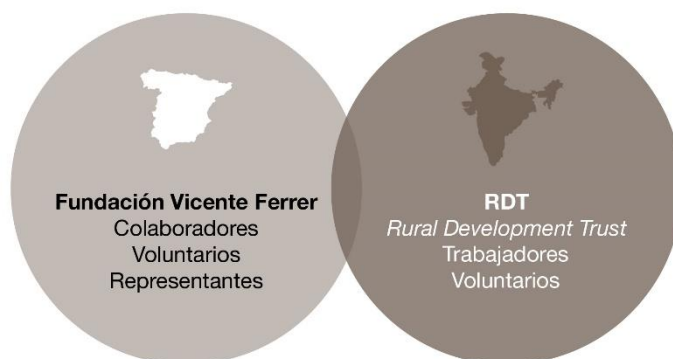 Fundación Vicente Ferrer
Colaboradores
Voluntarios
Representantes
RDT
Rural Development Trust
Trabajadores
Voluntarios